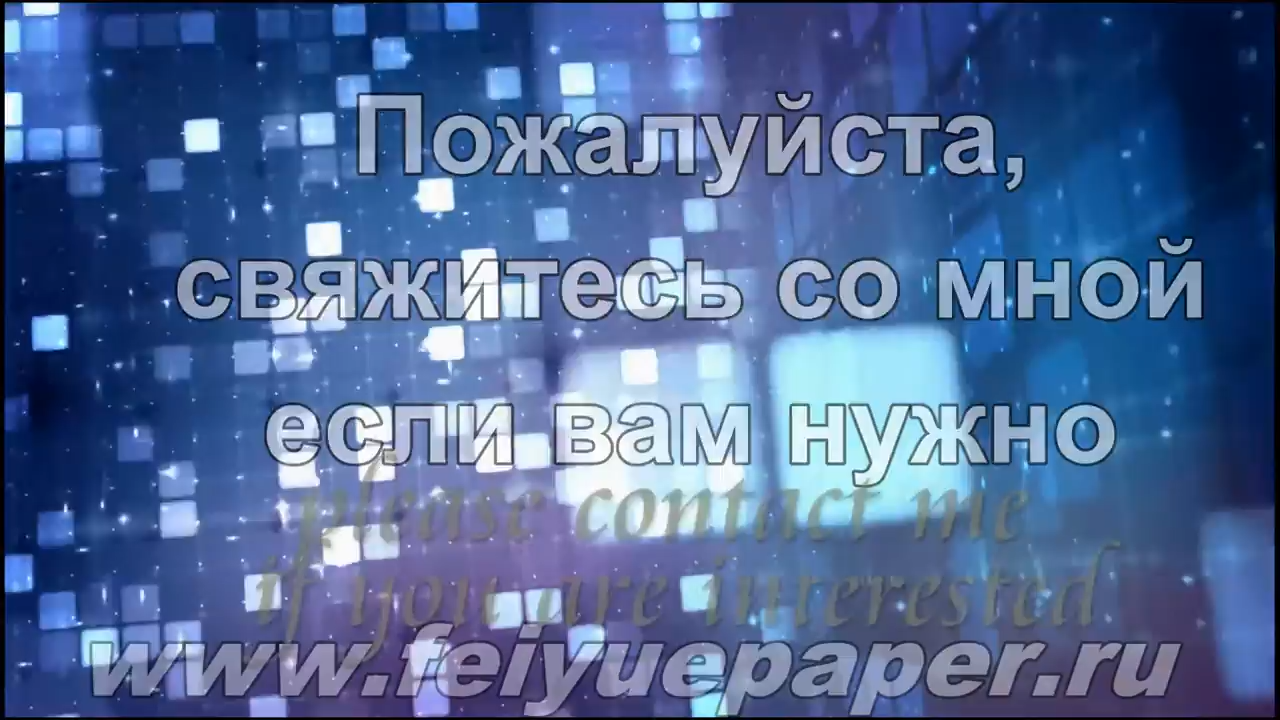 Пожалуйста,
свяжитесь со мной
если вам нужно
please contact me
if you are interested
www.feiyuepaper.ru